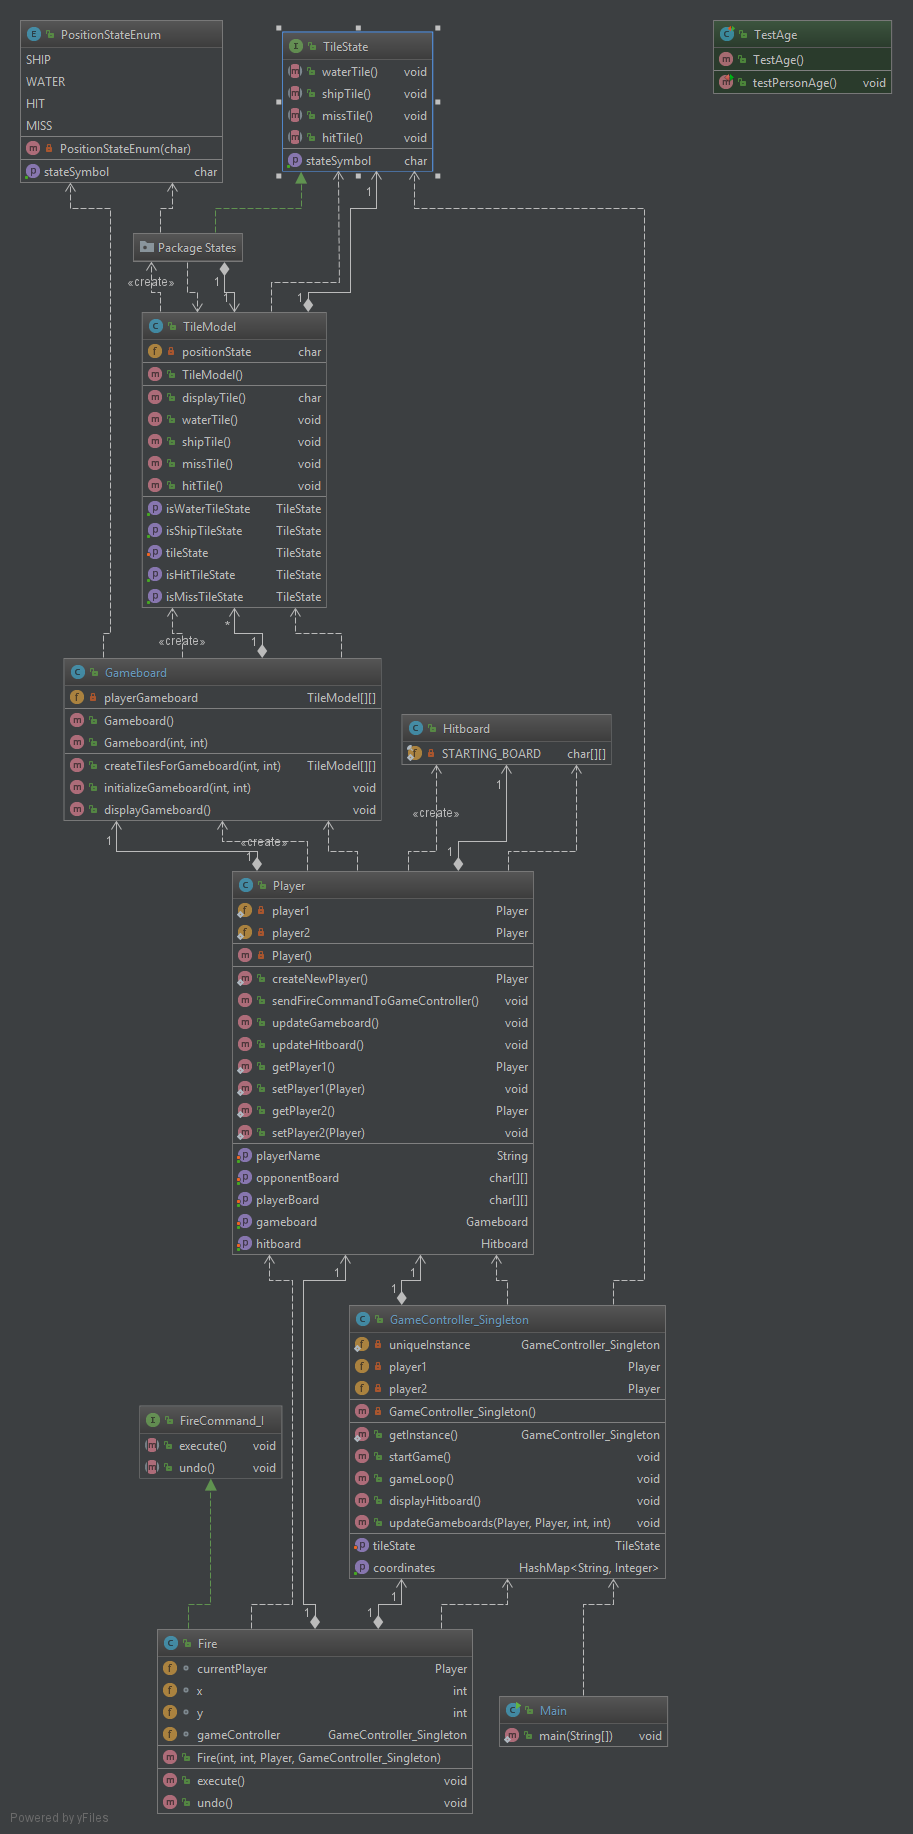 PositionStateEnum
SHIP
WATER
HIT
MISS
PositionStateEnum(char)
stateSymbol char
TileState
waterTile() void
shipTile() void
missTile() void
hitTile() void
stateSymbol char
TestAge
TestAge()
testPersonAge() void
1
Package States
«create»
1
1
1
TileModel
positionState char
TileModel()
displayTile() char
waterTile() void
shipTile() void
missTile() void
hitTile() void
isWaterTileState TileState
isShipTileState TileState
tileState TileState
isHitTileState TileState
isMissTileState TileState
*
«create»
1
Gameboard
playerGameboard TileModel[][]
Gameboard()
Gameboard(int, int)
createTilesForGameboard(int, int) TileModel[][]
initializeGameboard(int, int) void
displayGameboard() void
Hitboard
STARTING_BOARD char[][]
1
«create»
1
«create»
1
1
Player
player1 Player
player2 Player
Player()
createNewPlayer() Player
sendFireCommandToGameController() void
updateGameboard() void
updateHitboard() void
getPlayer1() Player
setPlayer1(Player) void
getPlayer2() Player
setPlayer2(Player) void
playerName String
opponentBoard char[][]
playerBoard char[][]
gameboard Gameboard
hitboard Hitboard
1
1
1
GameController_Singleton
uniqueInstance GameController_Singleton
player1 Player
player2 Player
GameController_Singleton()
getInstance() GameController_Singleton
startGame() void
gameLoop() void
displayHitboard() void
updateGameboards(Player, Player, int, int) void
tileState TileState
coordinates HashMap<String, Integer>
FireCommand_I
execute() void
undo() void
1
1
1
Fire
currentPlayer Player
x int
y int
gameController GameController_Singleton
Fire(int, int, Player, GameController_Singleton)
execute() void
undo() void
Main
main(String[]) void
Powered by yFiles